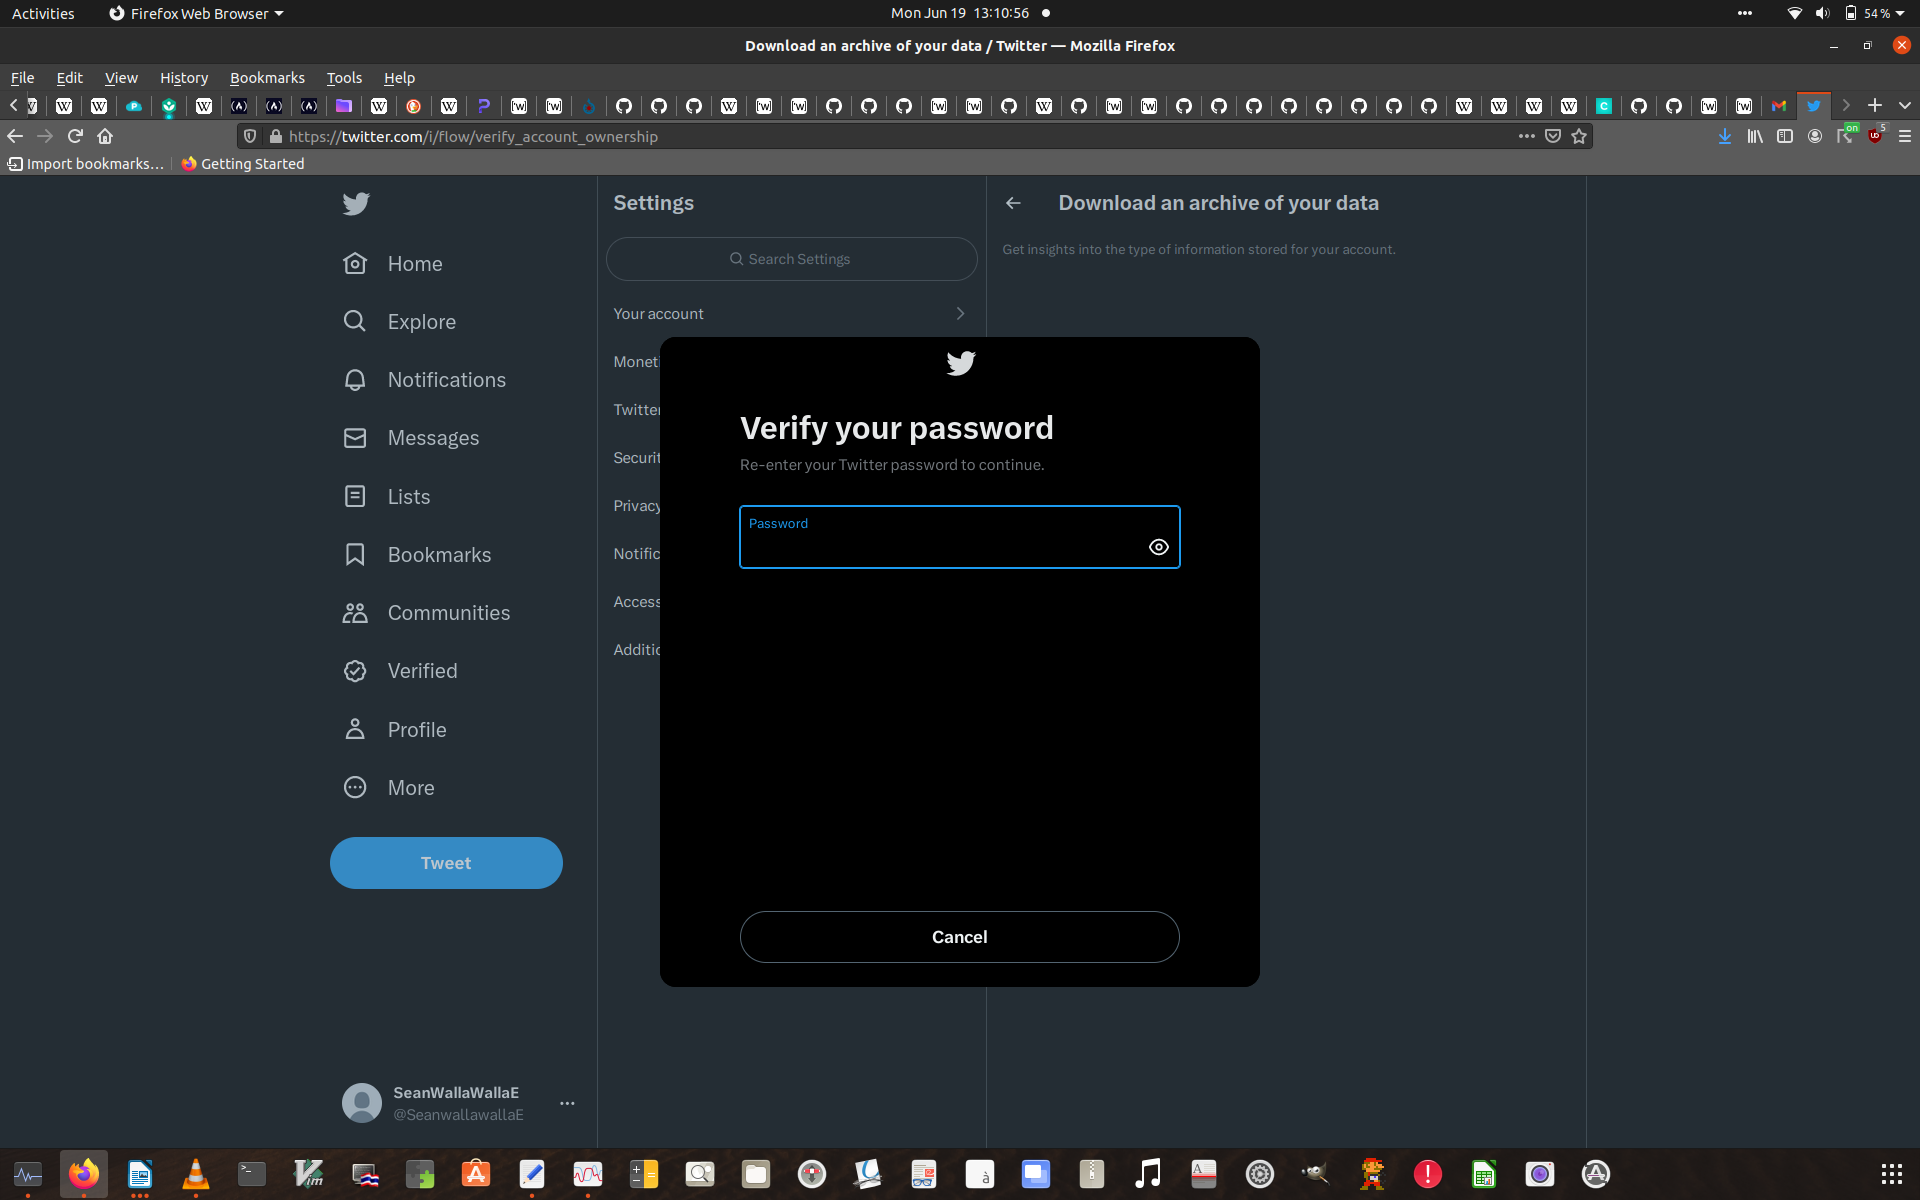 Activities
Firefox Web Browser
Mon Jun 19 13:10:56
54 %
Download an archive of your data / Twitter — Mozilla Firefox
File Edit View History Bookmarks Tools Help
https://twitter.com/i/flow/verify_account_ownership
on
5
Import bookmarks…
Getting Started
Home
Explore
Notifications
Messages
Lists
Bookmarks
Communities
Verified
Profile
More
Tweet
SeanWallaWallaE
@SeanwallawallaE
Settings
Search Settings
Your account
Moneti
Twitter
Securit
Privacy
Notific
Access
Additic
Download an archive of your data
Get insights into the type of information stored for your account.
Verify your password
Re-enter your Twitter password to continue.
Password
Cancel